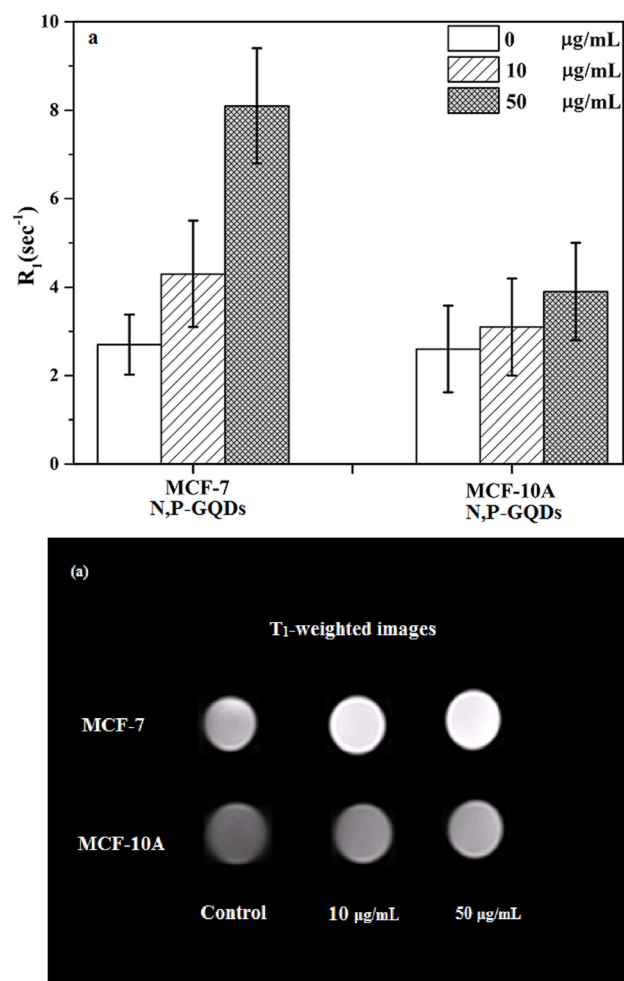 a
10
8
6
4
2
0
R₁(sec⁻¹)
0 μg/mL
10 μg/mL
50 μg/mL
MCF-7
N,P-GQDs
MCF-10A
N,P-GQDs
(a)
T₁-weighted images
MCF-7
MCF-10A
Control 10 μg/mL 50 μg/mL